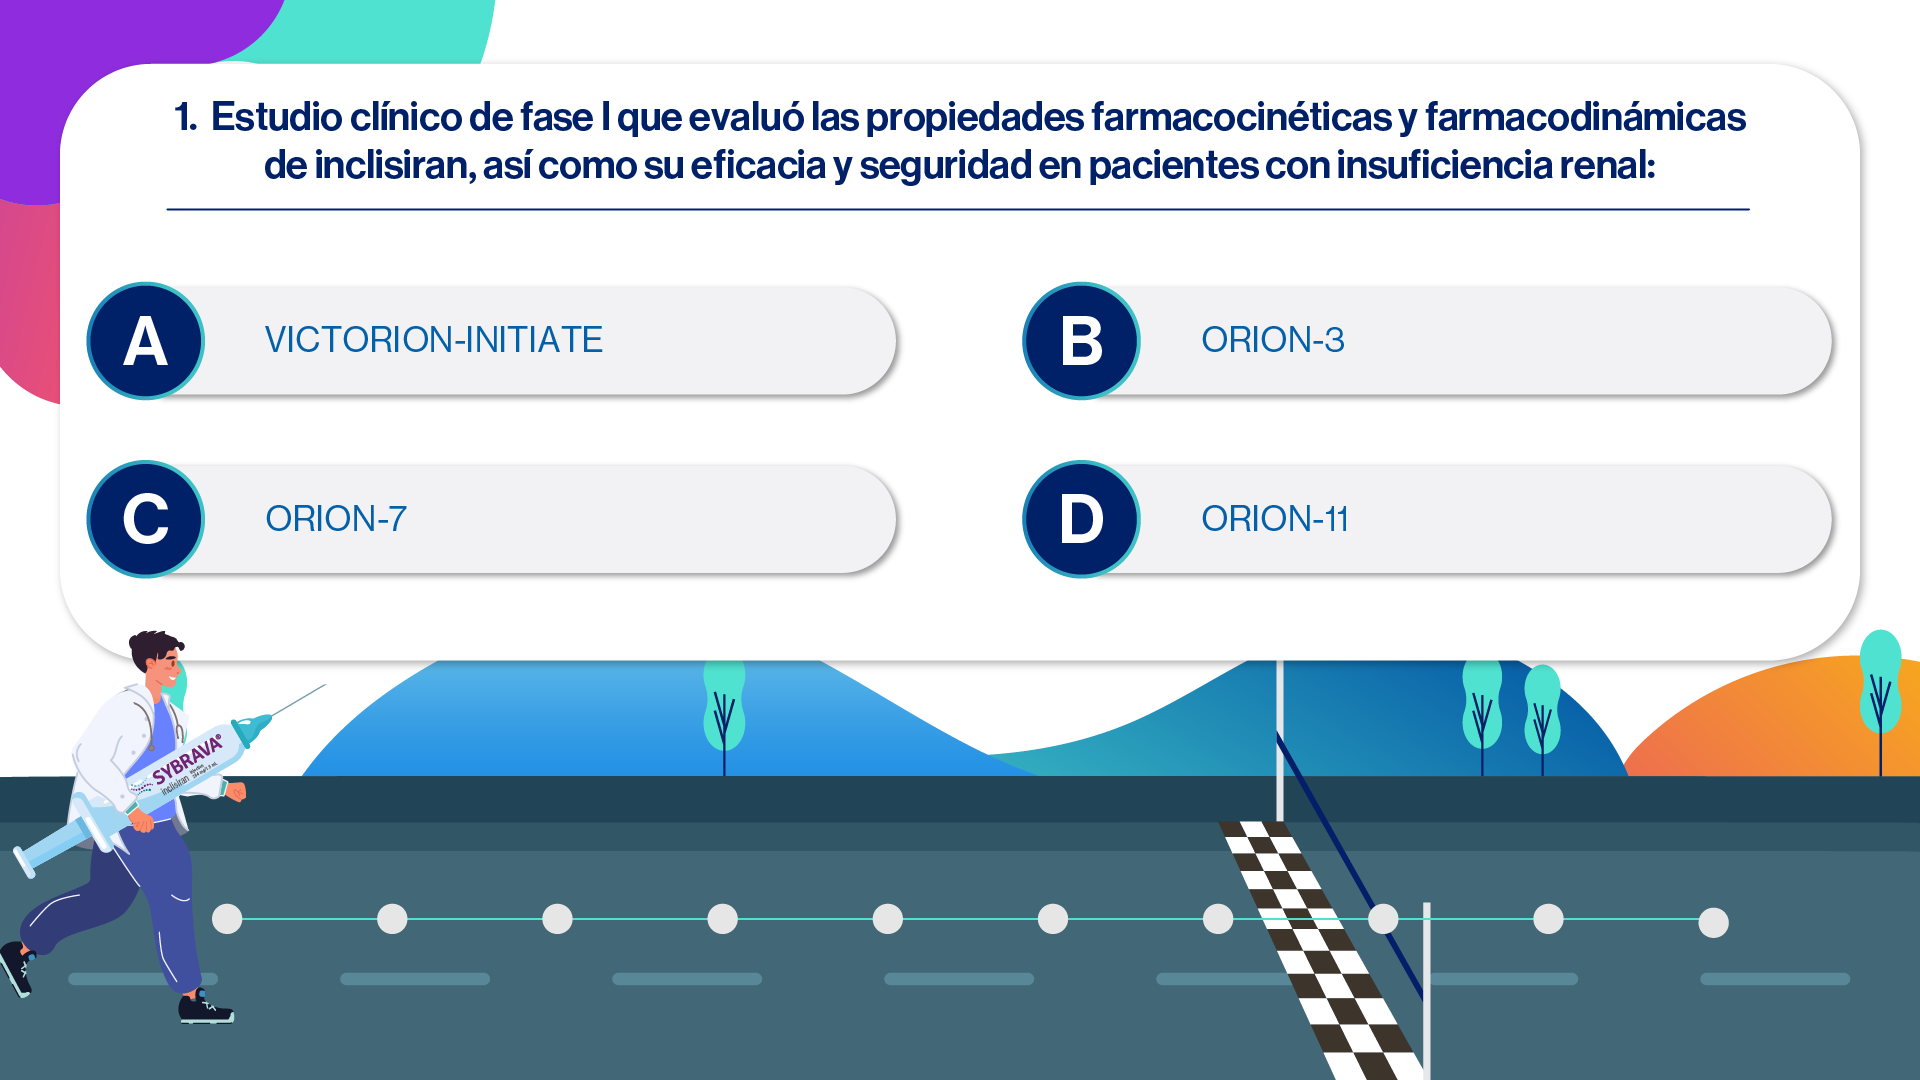 1. Estudio clínico de fase I que evaluó las propiedades farmacocinéticas y farmacodinámicas
de inclisiran, así como su eficacia y seguridad en pacientes con insuficiencia renal:
A VICTORION-INITIATE
B ORION-3
C ORION-7
D ORION-11
SYBRAVA®
inclisiran